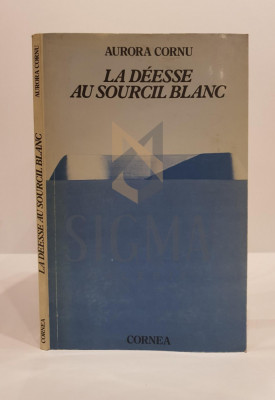 AURORA CORNU
LA DÉESSE
AU SOURCIL BLANC
SIGMA
CORNEA
AURORA CORNU
LA DÉESSE AU SOURCIL BLANC
CORNEA